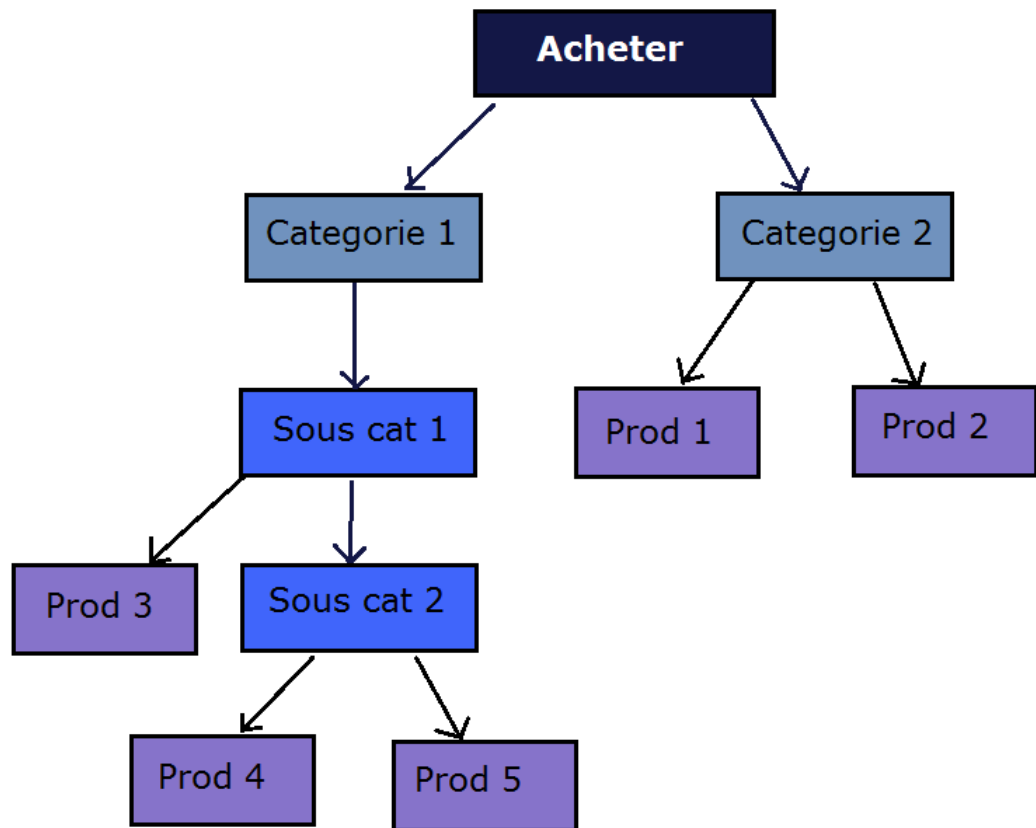 Acheter
Categorie 1
Categorie 2
Sous cat 1
Prod 1
Prod 2
Prod 3
Sous cat 2
Prod 4
Prod 5